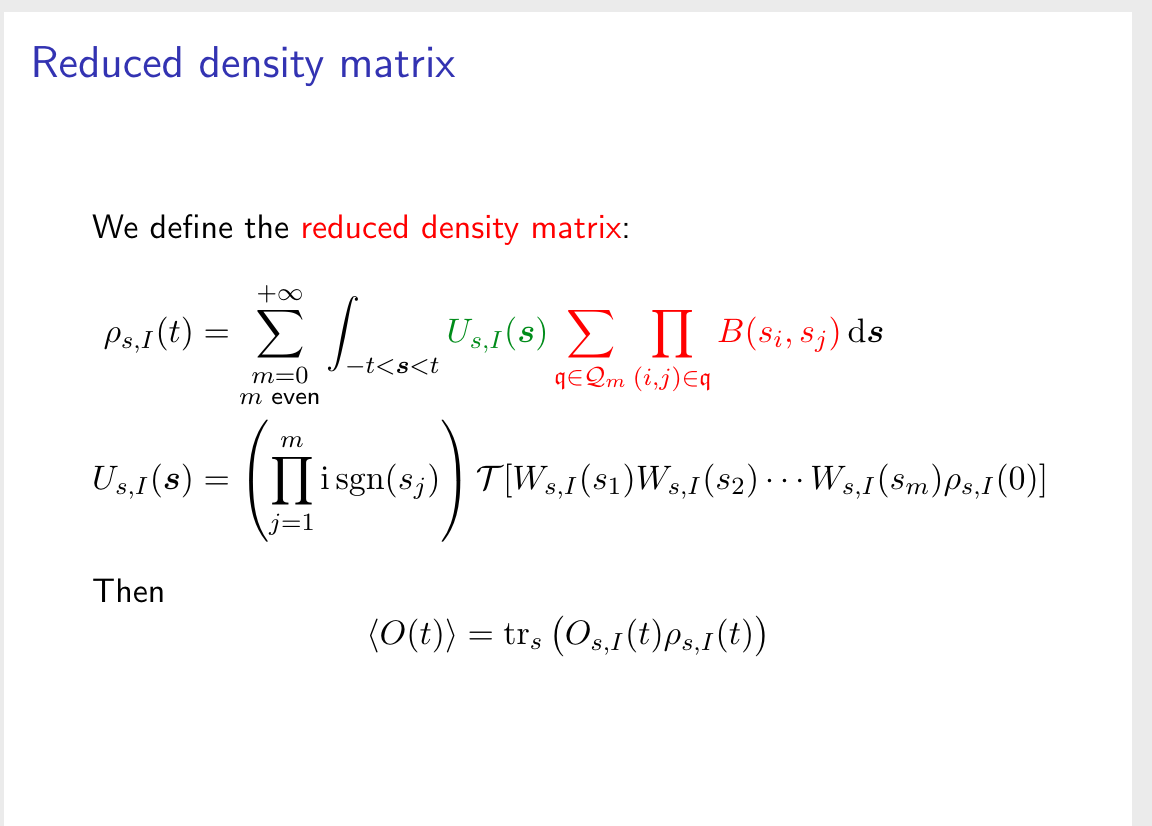 Reduced density matrix
We define the reduced density matrix:
$\rho_{s,I}(t) = \sum_{\substack{m=0 \\ m \text{ even}}}^{+\infty} \int_{-t<\boldsymbol{s}<t} U_{s,I}(\boldsymbol{s}) \sum_{\mathfrak{q} \in \mathcal{Q}_m} \prod_{(i,j) \in \mathfrak{q}} B(s_i, s_j) \, \mathrm{d}\boldsymbol{s}$
$U_{s,I}(\boldsymbol{s}) = \left( \prod_{j=1}^{m} \mathrm{i} \, \mathrm{sgn}(s_j) \right) \mathcal{T}[W_{s,I}(s_1) W_{s,I}(s_2) \cdots W_{s,I}(s_m) \rho_{s,I}(0)]$
Then
$\langle O(t) \rangle = \mathrm{tr}_s \left( O_{s,I}(t) \rho_{s,I}(t) \right)$